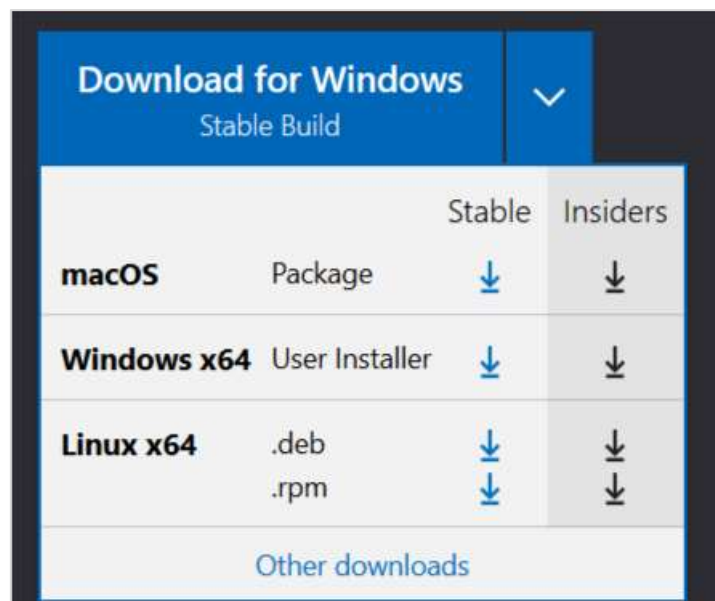 Download for Windows
Stable Build
Stable Insiders
macOS Package
Windows x64 User Installer
Linux x64 .deb
.rpm
Other downloads